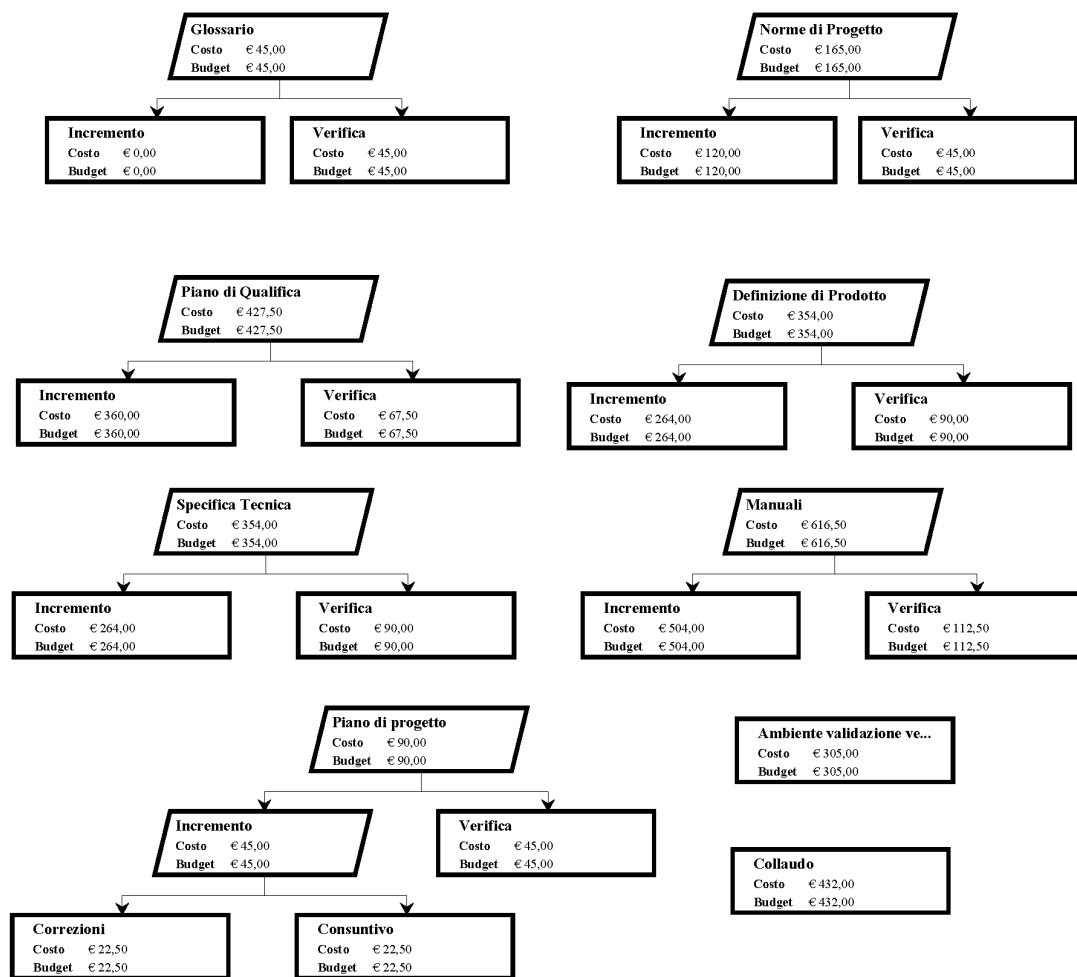 Glossario
Costo € 45,00
Budget € 45,00
Norme di Progetto
Costo € 165,00
Budget € 165,00
Incremento
Costo € 0,00
Budget € 0,00
Verifica
Costo € 45,00
Budget € 45,00
Incremento
Costo € 120,00
Budget € 120,00
Verifica
Costo € 45,00
Budget € 45,00
Piano di Qualifica
Costo € 427,50
Budget € 427,50
Definizione di Prodotto
Costo € 354,00
Budget € 354,00
Incremento
Costo € 360,00
Budget € 360,00
Verifica
Costo € 67,50
Budget € 67,50
Incremento
Costo € 264,00
Budget € 264,00
Verifica
Costo € 90,00
Budget € 90,00
Specifica Tecnica
Costo € 354,00
Budget € 354,00
Manuali
Costo € 616,50
Budget € 616,50
Incremento
Costo € 264,00
Budget € 264,00
Verifica
Costo € 90,00
Budget € 90,00
Incremento
Costo € 504,00
Budget € 504,00
Verifica
Costo € 112,50
Budget € 112,50
Piano di progetto
Costo € 90,00
Budget € 90,00
Ambiente validazione ve...
Costo € 305,00
Budget € 305,00
Incremento
Costo € 45,00
Budget € 45,00
Verifica
Costo € 45,00
Budget € 45,00
Collaudo
Costo € 432,00
Budget € 432,00
Correzioni
Costo € 22,50
Budget € 22,50
Consuntivo
Costo € 22,50
Budget € 22,50